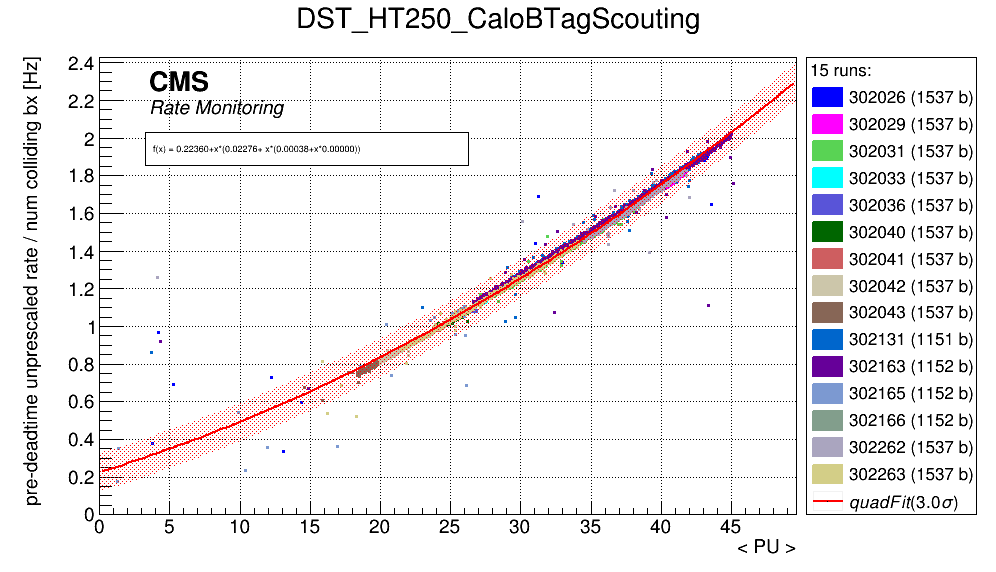 DST_HT250_CaloBTagScouting
pre-deadtime unprescaled rate / num colliding bx [Hz]
CMS
Rate Monitoring
f(x) = 0.22360+x*(0.02276+ x*(0.00038+x*0.00000))
2.4
2.2
2
1.8
1.6
1.4
1.2
1
0.8
0.6
0.4
0.2
0
0
5
10
15
20
25
30
35
40
45
< PU >
15 runs:
302026 (1537 b)
302029 (1537 b)
302031 (1537 b)
302033 (1537 b)
302036 (1537 b)
302040 (1537 b)
302041 (1537 b)
302042 (1537 b)
302043 (1537 b)
302131 (1151 b)
302163 (1152 b)
302165 (1152 b)
302166 (1152 b)
302262 (1537 b)
302263 (1537 b)
quadFit(3.0σ)